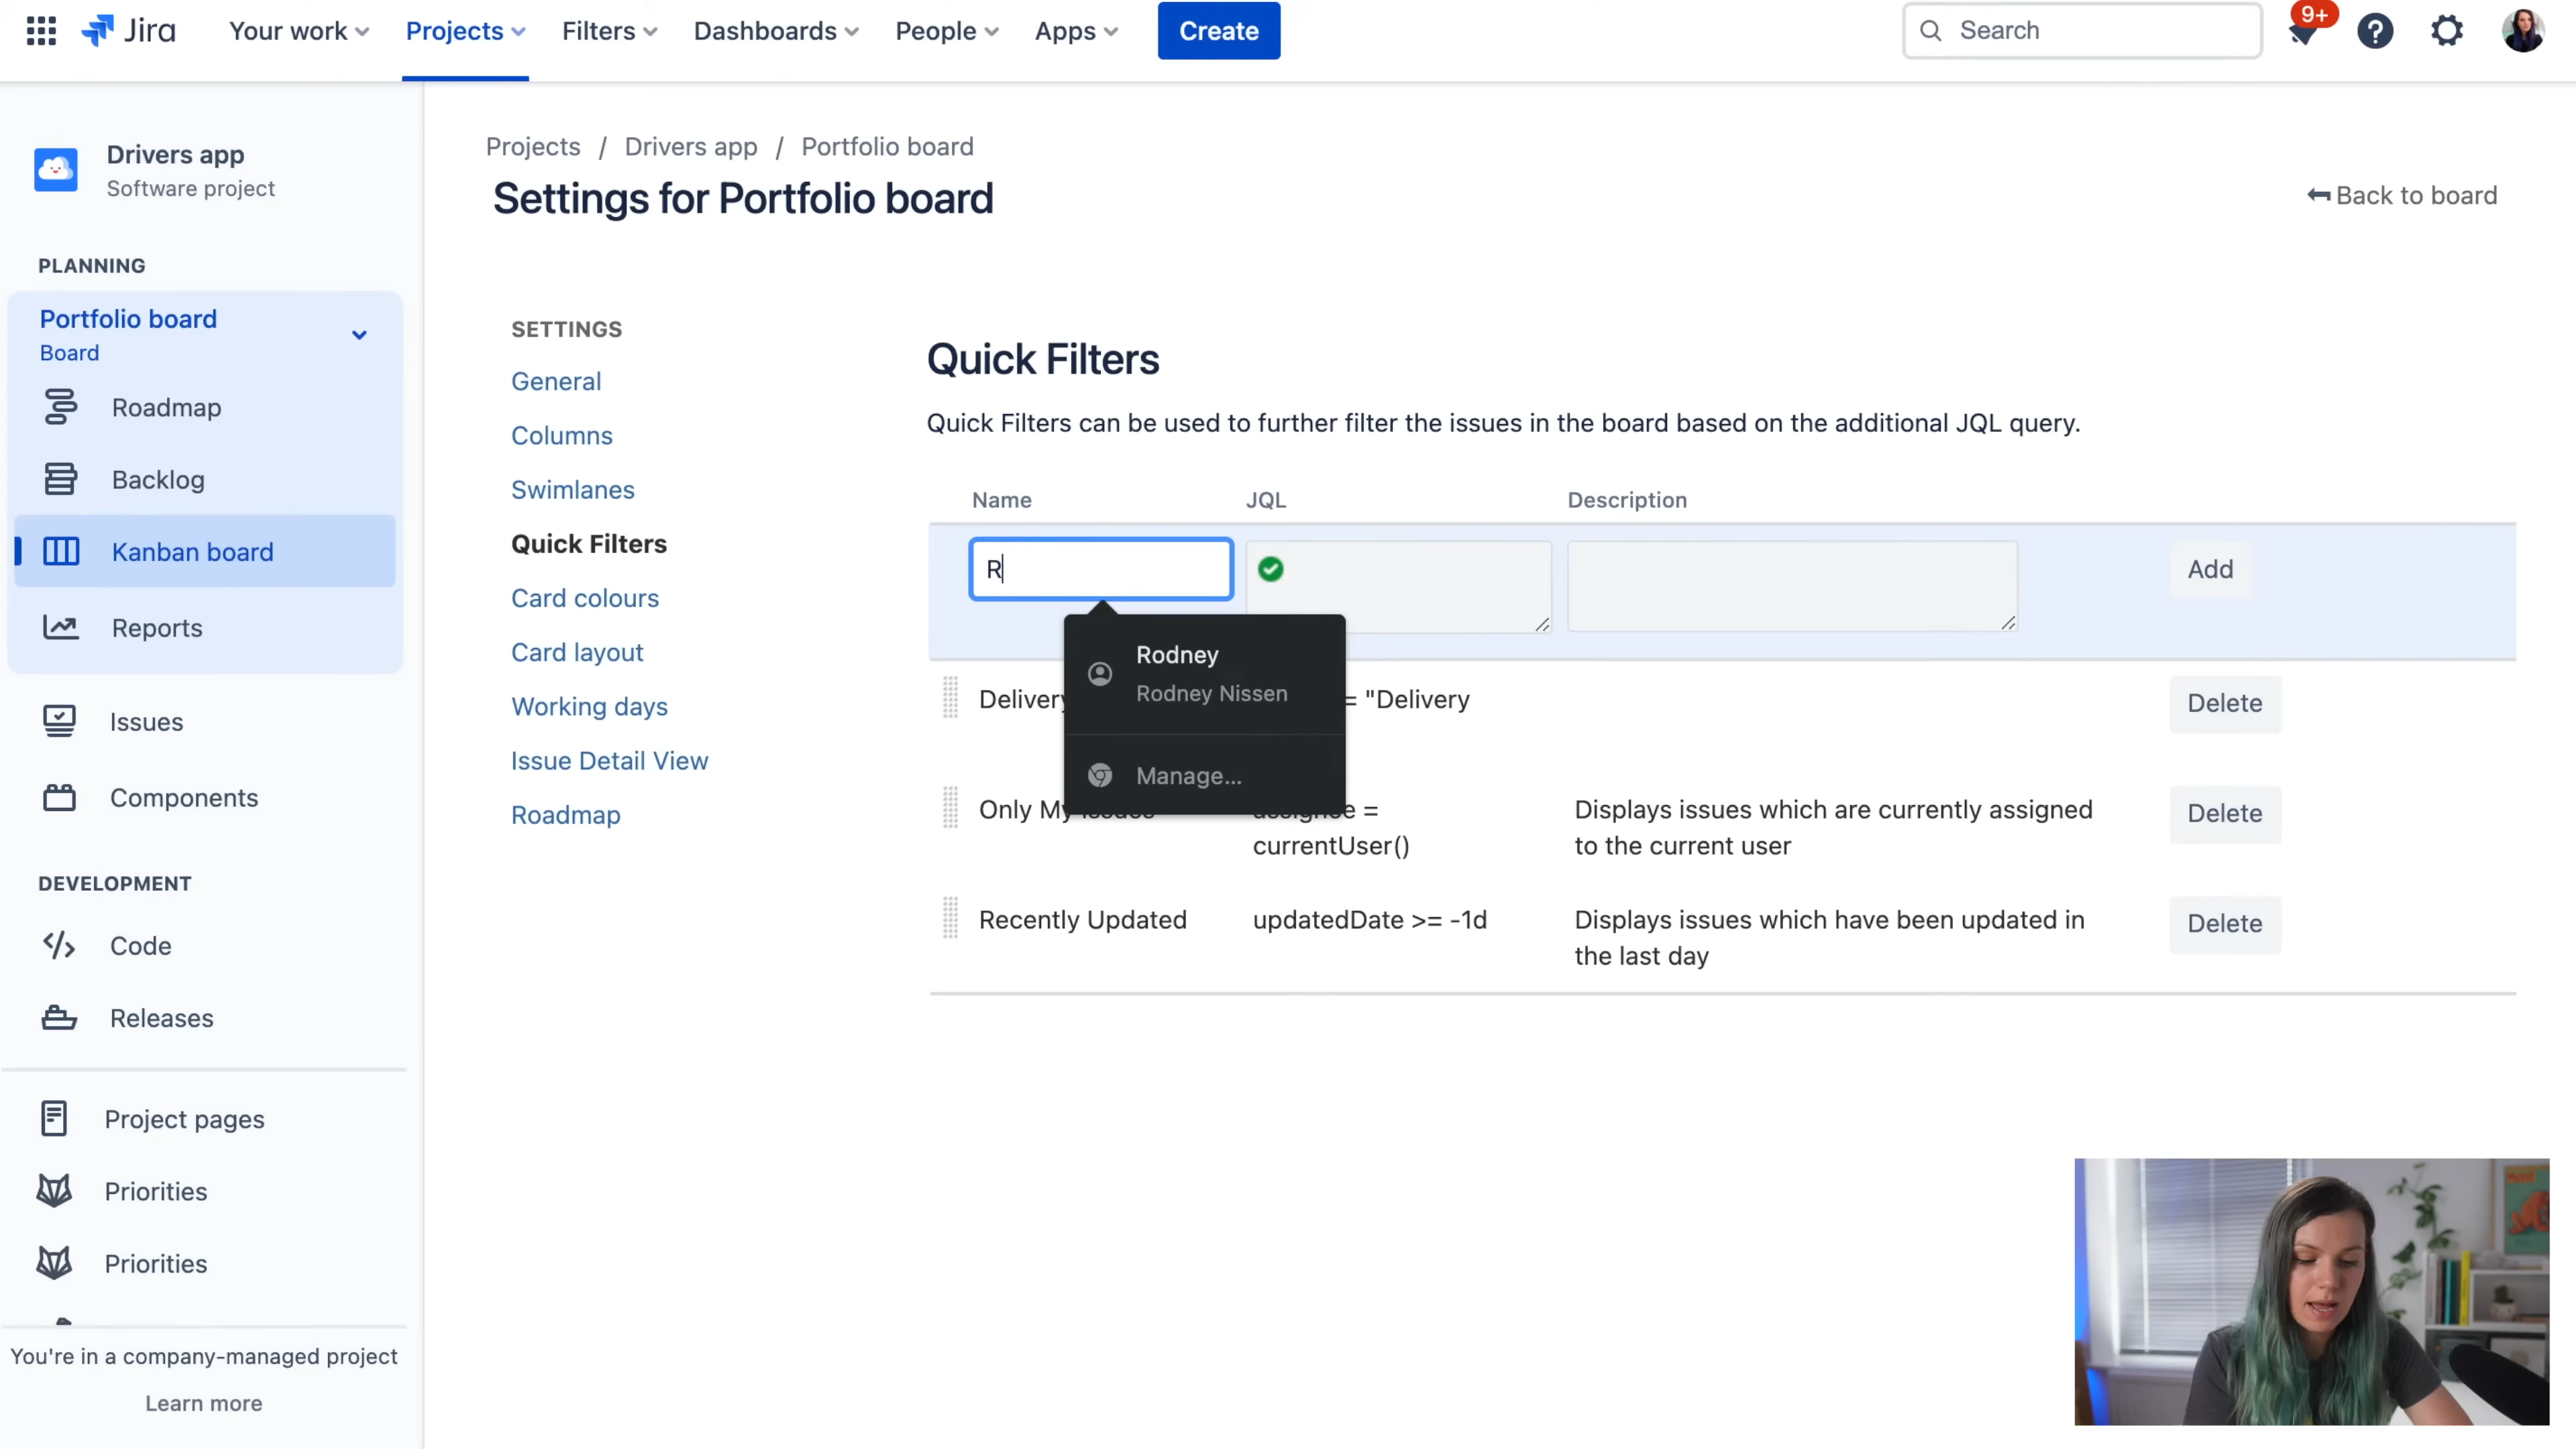 Jira
Your work
Projects
Filters
Dashboards
People
Apps
Create
Search
9+
Drivers app
Software project
PLANNING
Portfolio board
Board
Roadmap
Backlog
Kanban board
Reports
Issues
Components
DEVELOPMENT
Code
Releases
Project pages
Priorities
Priorities
You're in a company-managed project
Learn more
Projects / Drivers app / Portfolio board
Settings for Portfolio board
Back to board
SETTINGS
General
Columns
Swimlanes
Quick Filters
Card colours
Card layout
Working days
Issue Detail View
Roadmap
Quick Filters
Quick Filters can be used to further filter the issues in the board based on the additional JQL query.
Name JQL Description
R
Add
Rodney
Rodney Nissen
Manage...
Delivery = "Delivery
Delete
Only My Issues
assignee =
currentUser()
Displays issues which are currently assigned
to the current user
Delete
Recently Updated
updatedDate >= -1d
Displays issues which have been updated in
the last day
Delete